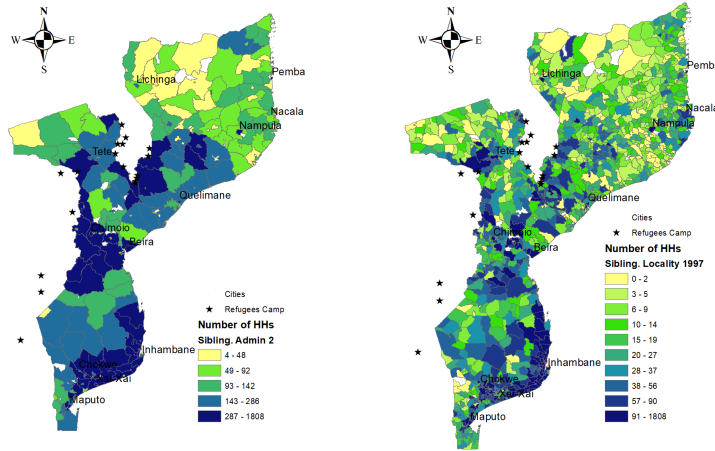 N
W E
S
Lichinga
Pemba
Nacala
Nampula
Tete
Quelimane
Chimoio
Beira
Inhambane
Chokwe
Xai-Xai
Maputo
Cities
Refugees Camp
Number of HHs
Sibling. Admin 2
4 - 48
49 - 92
93 - 142
143 - 286
287 - 1808
N
W E
S
Lichinga
Pemba
Nacala
Nampula
Tete
Quelimane
Chimoio
Beira
Inhambane
Chokwe
Xai-Xai
Maputo
Cities
Refugees Camp
Number of HHs
Sibling. Locality 1997
0 - 2
3 - 5
6 - 9
10 - 14
15 - 19
20 - 27
28 - 37
38 - 56
57 - 90
91 - 1808